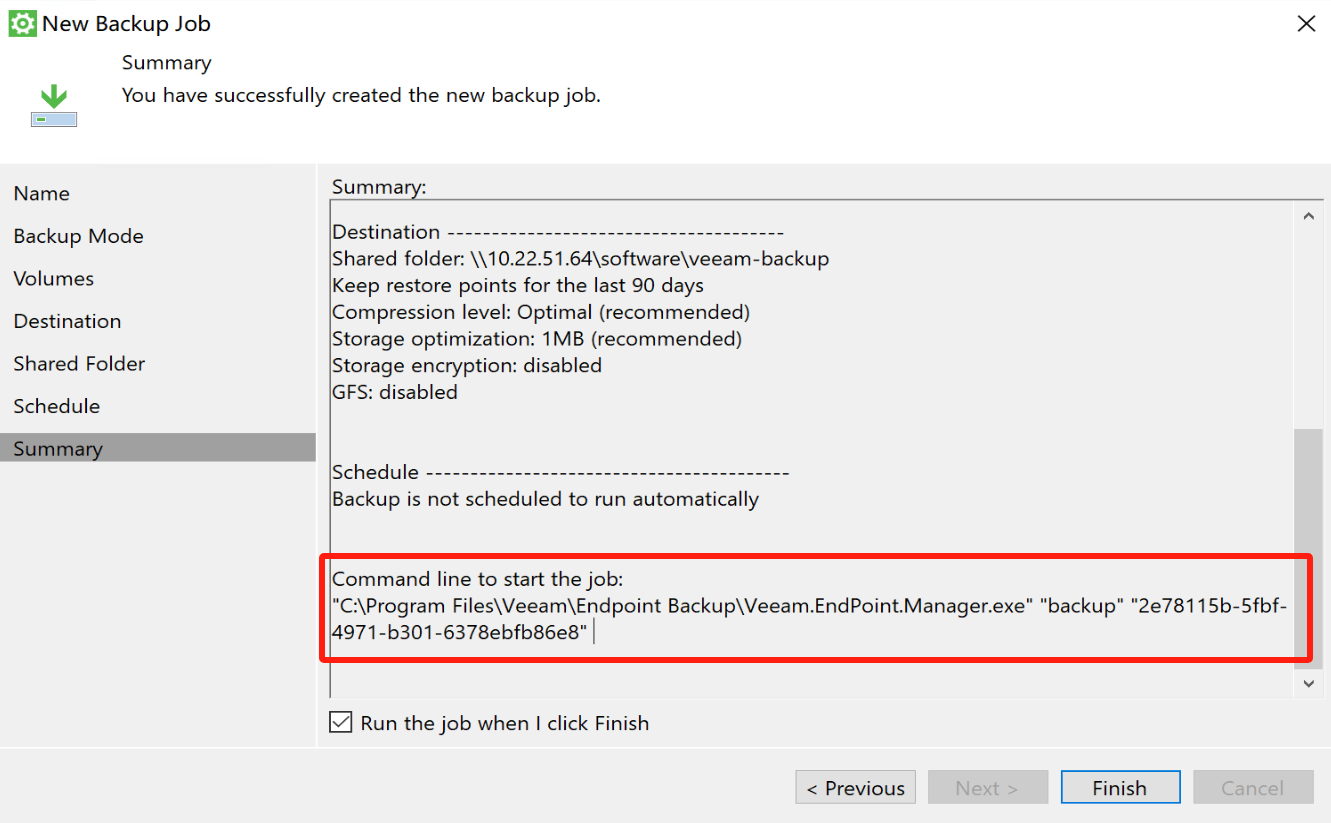 New Backup Job
Summary
You have successfully created the new backup job.
Name
Backup Mode
Volumes
Destination
Shared Folder
Schedule
Summary
Summary:
Destination --------------------------------------
Shared folder: \\10.22.51.64\software\veeam-backup
Keep restore points for the last 90 days
Compression level: Optimal (recommended)
Storage optimization: 1MB (recommended)
Storage encryption: disabled
GFS: disabled
Schedule -----------------------------------------
Backup is not scheduled to run automatically
Command line to start the job:
"C:\Program Files\Veeam\Endpoint Backup\Veeam.EndPoint.Manager.exe" "backup" "2e78115b-5fbf-
4971-b301-6378ebfb86e8"
Run the job when I click Finish
< Previous
Next >
Finish
Cancel